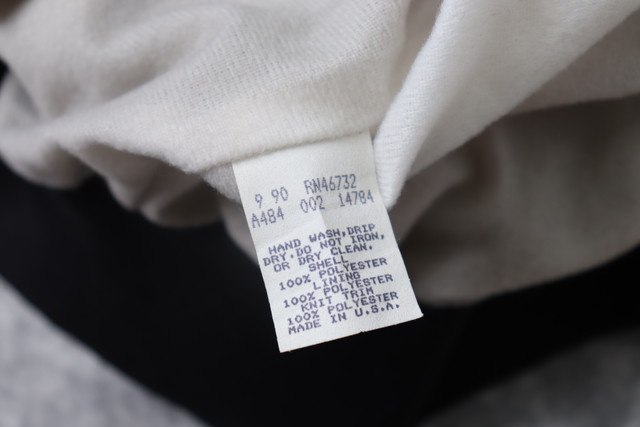 9 90 RN46732
A484 002 14784
HAND WASH,DRIP
DRY.DO NOT IRON,
OR DRY CLEAN.
SHELL
100% POLYESTER
LINING
100% POLYESTER
KNIT TRIM
100% POLYESTER
MADE IN U.S.A.